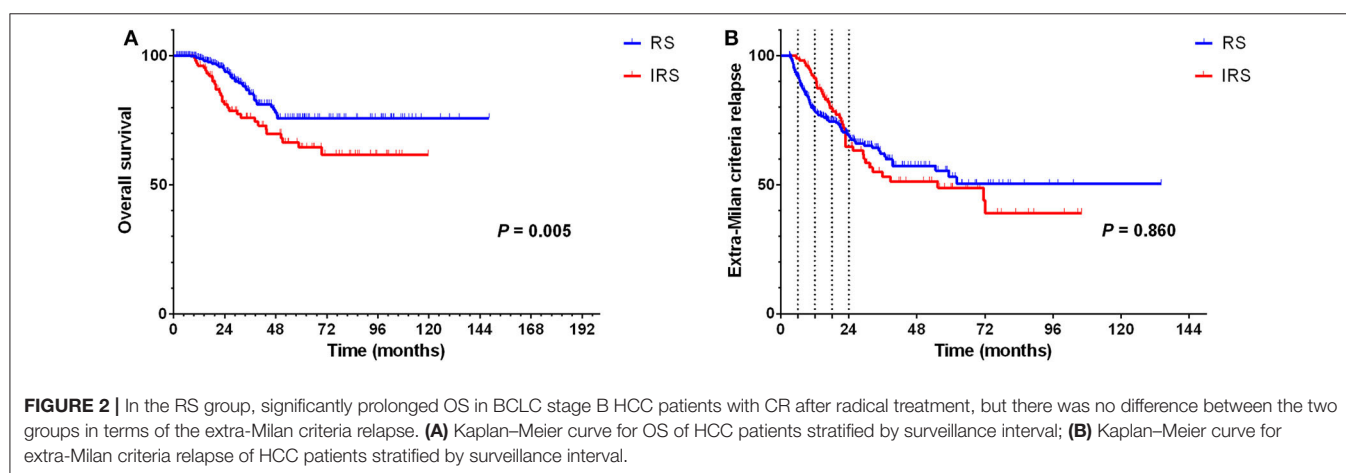 A
RS
IRS
100
50
0
Overall survival
P = 0.005
0 24 48 72 96 120 144 168 192
Time (months)
B
RS
IRS
100
50
0
Extra-Milan criteria relapse
P = 0.860
0 24 48 72 96 120 144
Time (months)
FIGURE 2 | In the RS group, significantly prolonged OS in BCLC stage B HCC patients with CR after radical treatment, but there was no difference between the two
groups in terms of the extra-Milan criteria relapse. (A) Kaplan–Meier curve for OS of HCC patients stratified by surveillance interval; (B) Kaplan–Meier curve for
extra-Milan criteria relapse of HCC patients stratified by surveillance interval.